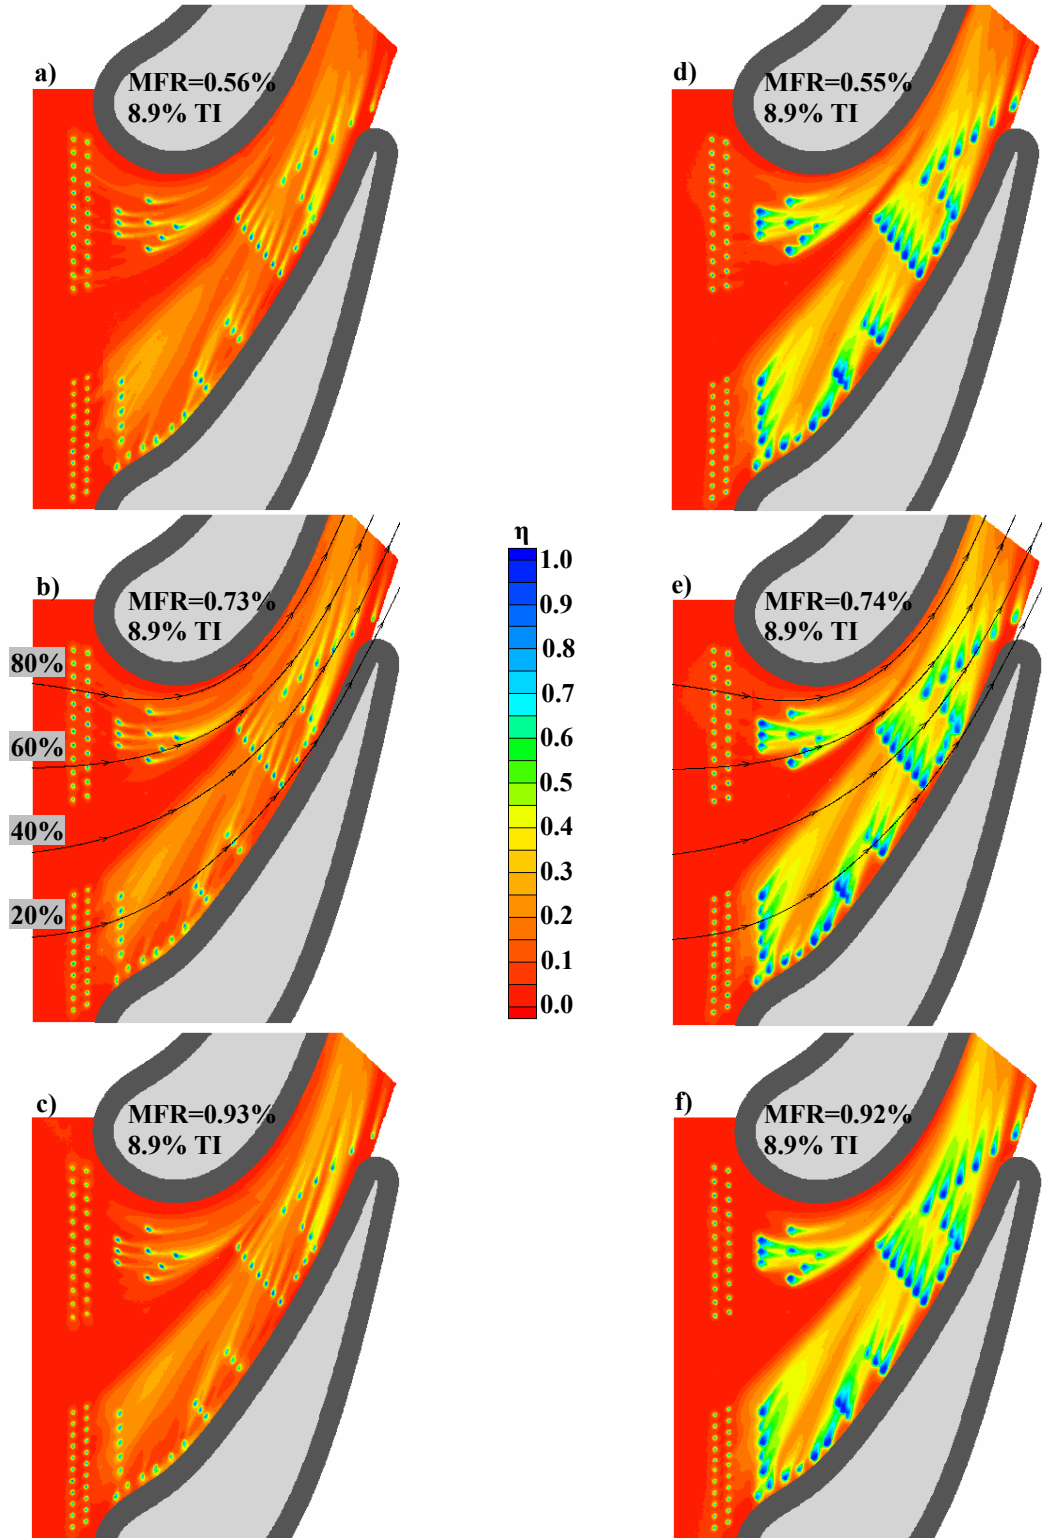 a)
MFR=0.56%
8.9% TI
d)
MFR=0.55%
8.9% TI
b)
MFR=0.73%
8.9% TI
80%
60%
40%
20%
η
1.0
0.9
0.8
0.7
0.6
0.5
0.4
0.3
0.2
0.1
0.0
e)
MFR=0.74%
8.9% TI
c)
MFR=0.93%
8.9% TI
f)
MFR=0.92%
8.9% TI